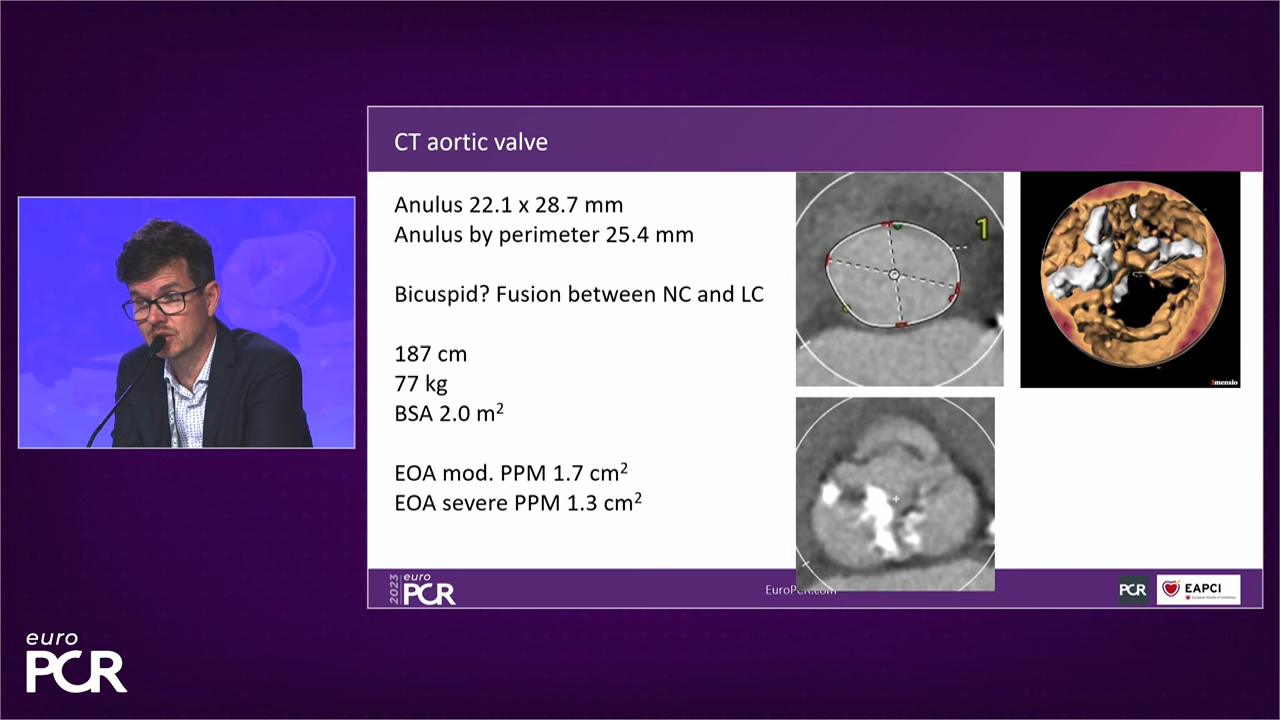 CT aortic valve
Anulus 22.1 x 28.7 mm
Anulus by perimeter 25.4 mm
Bicuspid? Fusion between NC and LC
187 cm
77 kg
BSA 2.0 m²
EOA mod. PPM 1.7 cm²
EOA severe PPM 1.3 cm²
1
3mensio
2023
euro
PCR
EuroPCR.com
PCR
EAPCI
euro
PCR